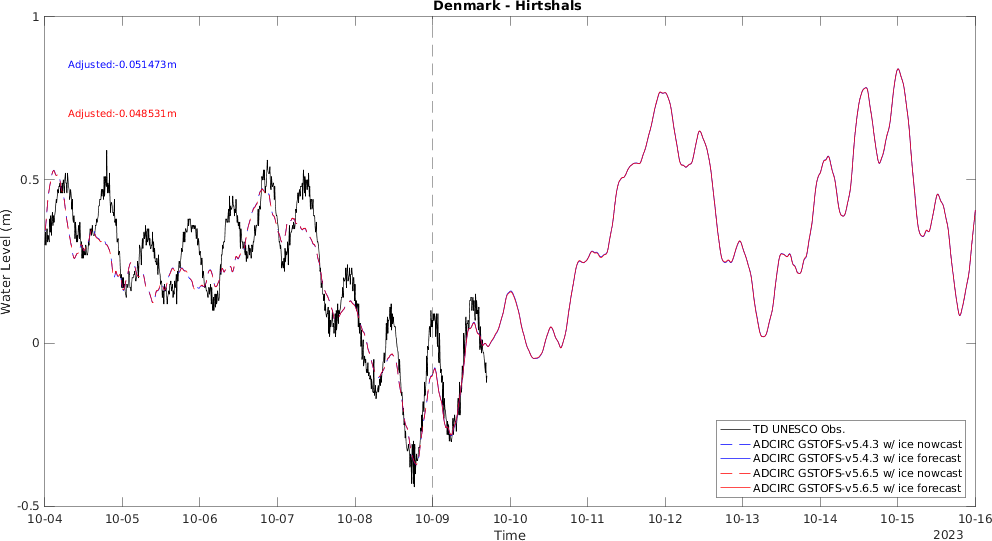 Denmark - Hirtshals
1
Adjusted:-0.051473m
Adjusted:-0.048531m
0.5
Water Level (m)
0
TD UNESCO Obs.
ADCIRC GSTOFS-v5.4.3 w/ ice nowcast
ADCIRC GSTOFS-v5.4.3 w/ ice forecast
ADCIRC GSTOFS-v5.6.5 w/ ice nowcast
ADCIRC GSTOFS-v5.6.5 w/ ice forecast
-0.5
10-04 10-05 10-06 10-07 10-08 10-09 10-10 10-11 10-12 10-13 10-14 10-15 10-16
Time
2023